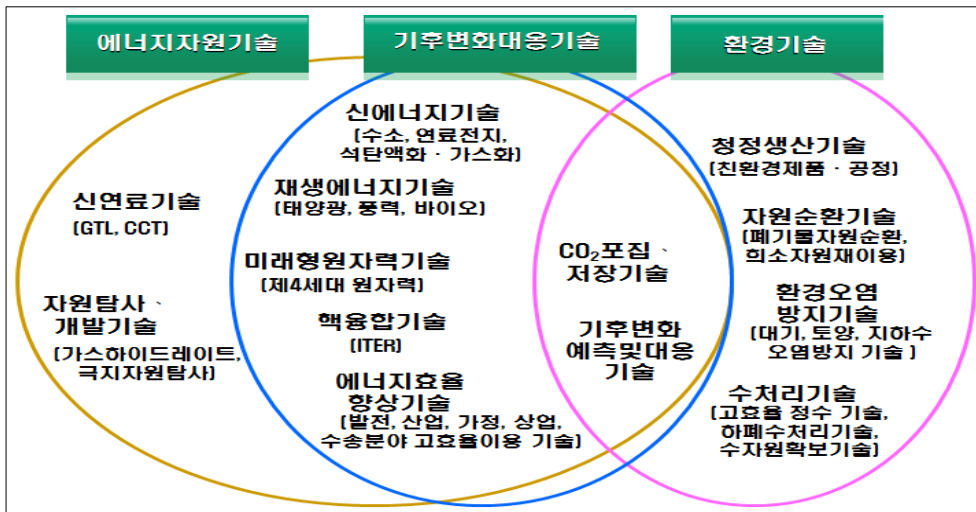 에너지자원기술
기후변화대응기술
환경기술
신연료기술
(GTL, CCT)
자원탐사、
개발기술
(가스하이드레이트,
극지자원탐사)
신에너지기술
(수소, 연료전지,
석탄액화 · 가스화)
재생에너지기술
(태양광, 풍력, 바이오)
미래형원자력기술
(제4세대 원자력)
핵융합기술
(ITER)
에너지효율
향상기술
(발전, 산업, 가정, 상업,
수송분야 고효율이용 기술)
CO₂포집、
저장기술
기후변화
예측및대응
기술
청정생산기술
(친환경제품 · 공정)
자원순환기술
(폐기물자원순환,
희소자원재이용)
환경오염
방지기술
(대기, 토양, 지하수
오염방지 기술 )
수처리기술
(고효율 정수 기술,
하폐수처리기술,
수자원확보기술)